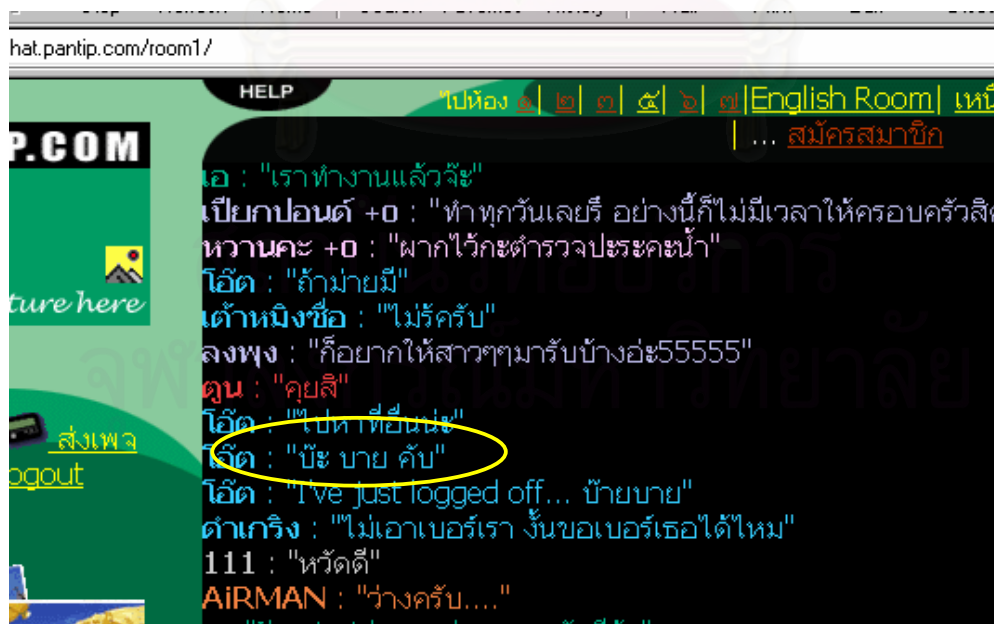 hat.pantip.com/room1/
HELP
ไปห้อง ๑| ๒| ๓| ๕| ๖| ๗|English Room|
| ... สมัครสมาชิก
P.COM
เอ : "เราทำงานแล้วจ๊ะ"
เปียกปอนด์ +o : "ทำทุกวันเลยรึ อย่างนี้ก็ไม่มีเวลาให้ครอบครัวสิ
หวานคะ +o : "ผากไว้กะตำรวจปะระคะน้ำ"
โอ๊ต : "ถ้าม่ายมี"
ture here
เต้าหมิงซื่อ : "ไม่รู้ครับ"
ลงพุง : "ก็อยากให้สาวๆๆมารับบ้างอ่ะ55555"
ตูน : "คุยสิ"
โอ๊ต : "ไปหาที่อื่นน่ะ"
ส่งเพจ
โอ๊ต : "บ๊ะ บาย คับ"
ogout
โอ๊ต : "I've just logged off... บ๊ายบาย"
ดำเกริง : "ไม่เอาเบอร์เรา งั้นขอเบอร์เธอได้ไหม"
111 : "หวัดดี"
AiRMAN : "ว่างครับ...."